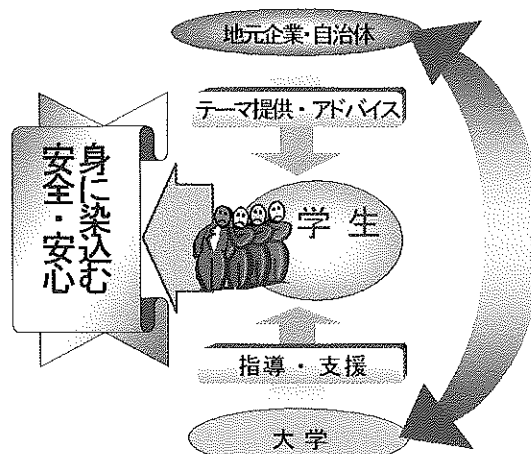 地元企業・自治体
テーマ提供・アドバイス
身に染込む
安全・安心
学生
指導・支援
大学